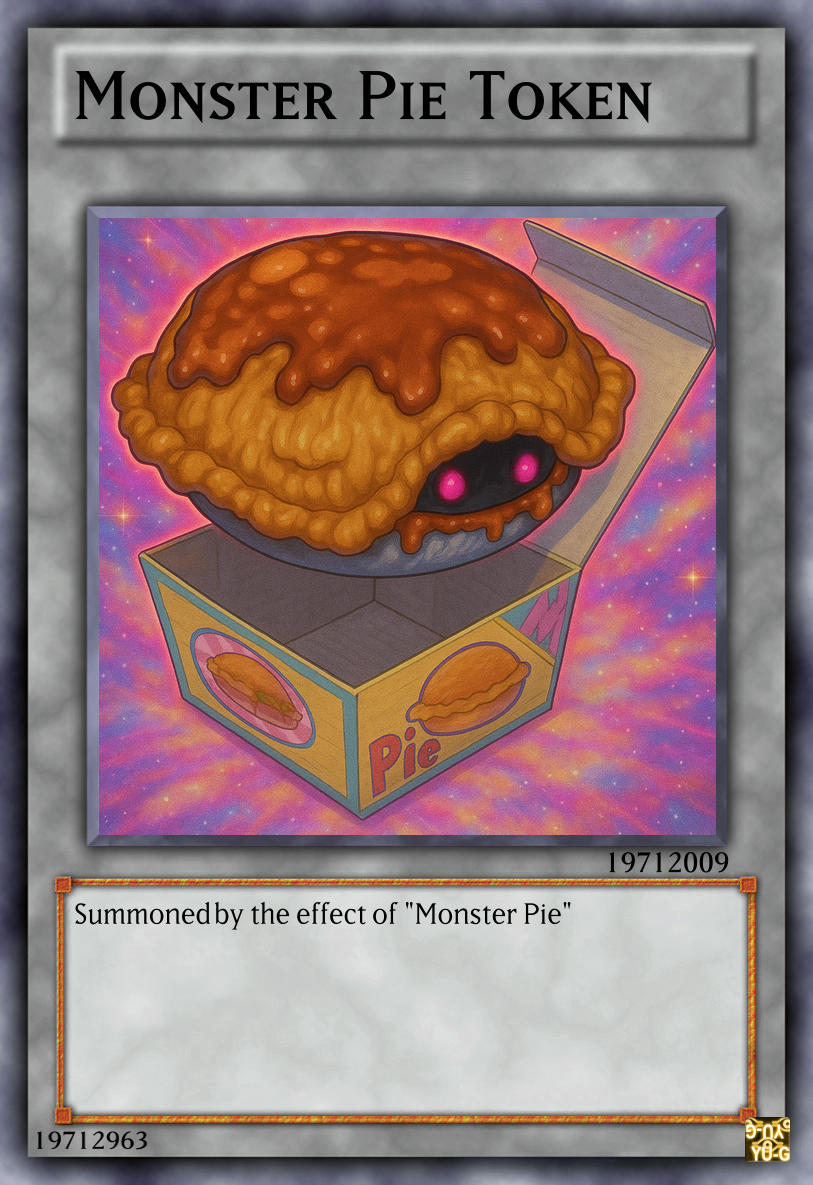 Monster Pie Token
M
Pie
19712009
Summoned by the effect of "Monster Pie"
19712963